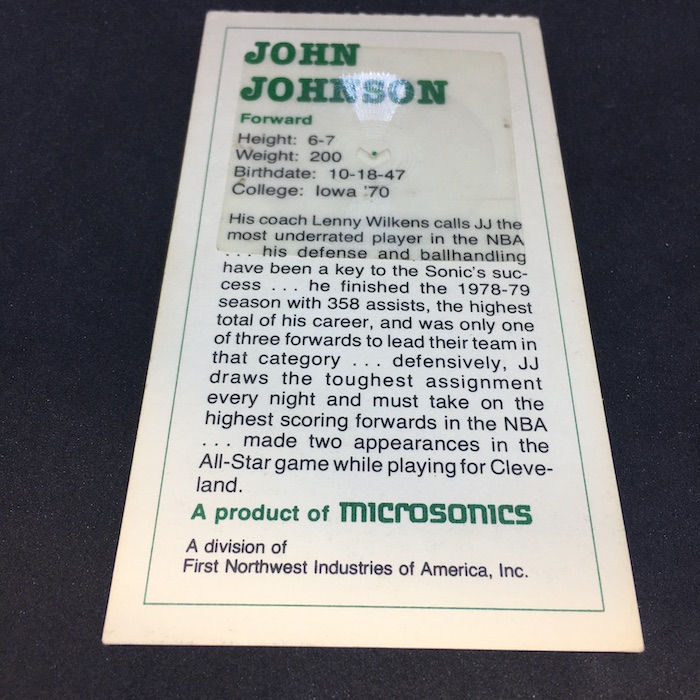 JOHN
JOHNSON
Forward
Height: 6-7
Weight: 200
Birthdate: 10-18-47
College: Iowa '70
His coach Lenny Wilkens calls JJ the
most underrated player in the NBA
... his defense and ballhandling
have been a key to the Sonic's suc-
cess ... he finished the 1978-79
season with 358 assists, the highest
total of his career, and was only one
of three forwards to lead their team in
that category ... defensively, JJ
draws the toughest assignment
every night and must take on the
highest scoring forwards in the NBA
... made two appearances in the
All-Star game while playing for Cleve-
land.
A product of microsonics
A division of
First Northwest Industries of America, Inc.